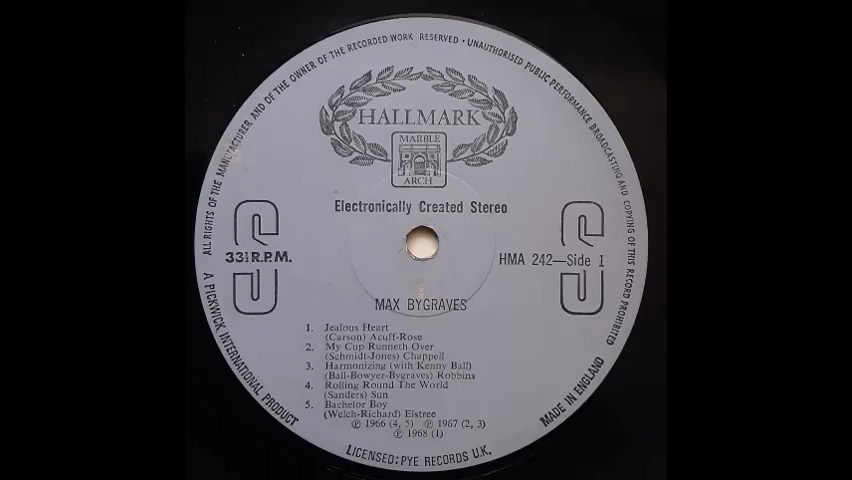 ALL RIGHTS OF THE MANUFACTURER AND OF THE OWNER OF THE RECORDED WORK RESERVED · UNAUTHORISED PUBLIC PERFORMANCE BROADCASTING AND COPYING OF THIS RECORD PROHIBITED
HALLMARK
MARBLE
ARCH
Electronically Created Stereo
S S
33⅓ R.P.M.
HMA 242—Side 1
MAX BYGRAVES
1. Jealous Heart
(Carson) Acuff-Rose
2. My Cup Runneth Over
(Schmidt-Jones) Chappell
3. Harmonizing (with Kenny Ball)
(Ball-Bowyer-Bygraves) Robbins
4. Rolling Round The World
(Sanders) Sun
5. Bachelor Boy
(Welch-Richard) Elstree
℗ 1966 (4, 5) ℗ 1967 (2, 3)
℗ 1968 (1)
A PICKWICK INTERNATIONAL PRODUCT
LICENSED: PYE RECORDS U.K.
MADE IN ENGLAND